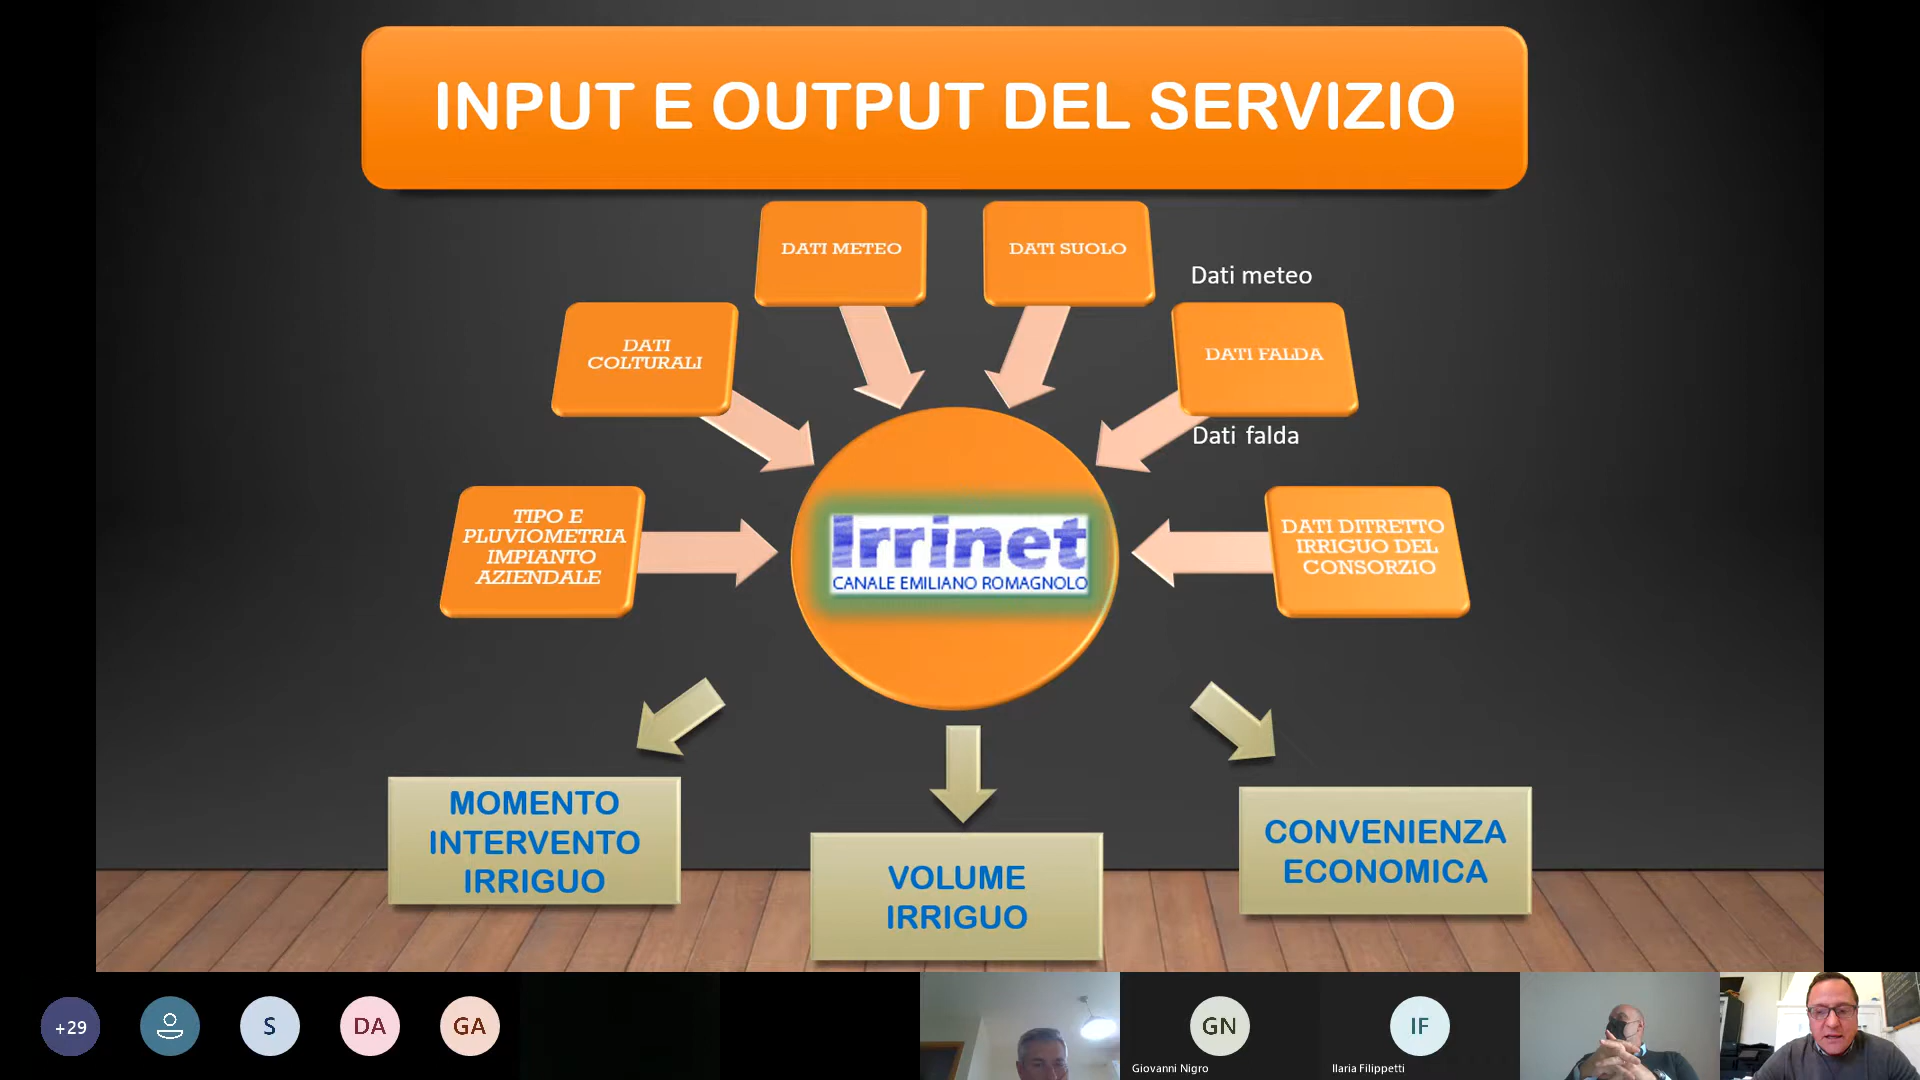 INPUT E OUTPUT DEL SERVIZIO
DATI METEO
DATI SUOLO
Dati meteo
DATI
COLTURALI
DATI FALDA
Dati falda
TIPO E
PLUVIOMETRIA
IMPIANTO
AZIENDALE
Irrinet
CANALE EMILIANO ROMAGNOLO
DATI DITRETTO
IRRIGUO DEL
CONSORZIO
MOMENTO
INTERVENTO
IRRIGUO
VOLUME
IRRIGUO
CONVENIENZA
ECONOMICA
+29
S
DA
GA
GN
Giovanni Nigro
IF
Ilaria Filippetti